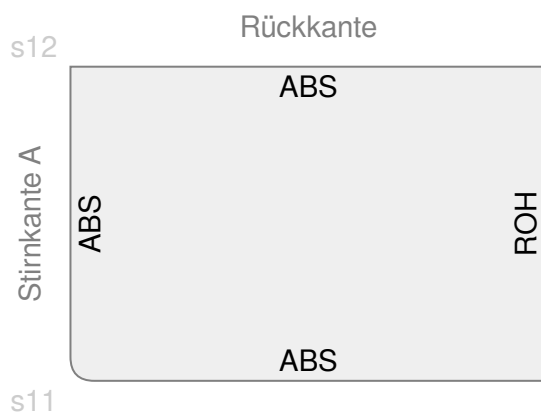 Rückkante
s12
ABS
Stirnkante A
ABS
ROH
ABS
s11